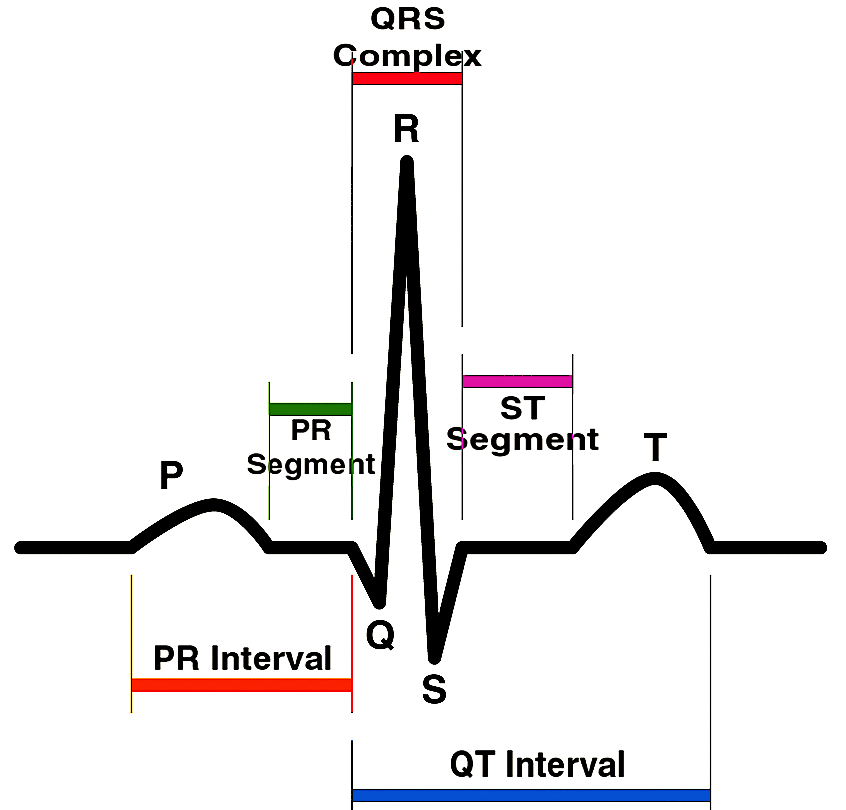 QRS
Complex
R
PR
Segment
ST
Segment
P
T
Q
S
PR Interval
QT Interval